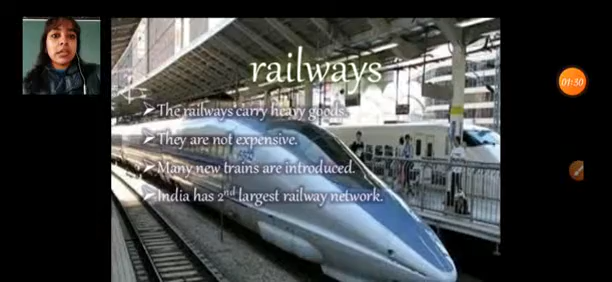 railways
➤The railways carry heavy goods.
➤They are not expensive.
➤Many new trains are introduced.
➤India has 2nd largest railway network.
01:50